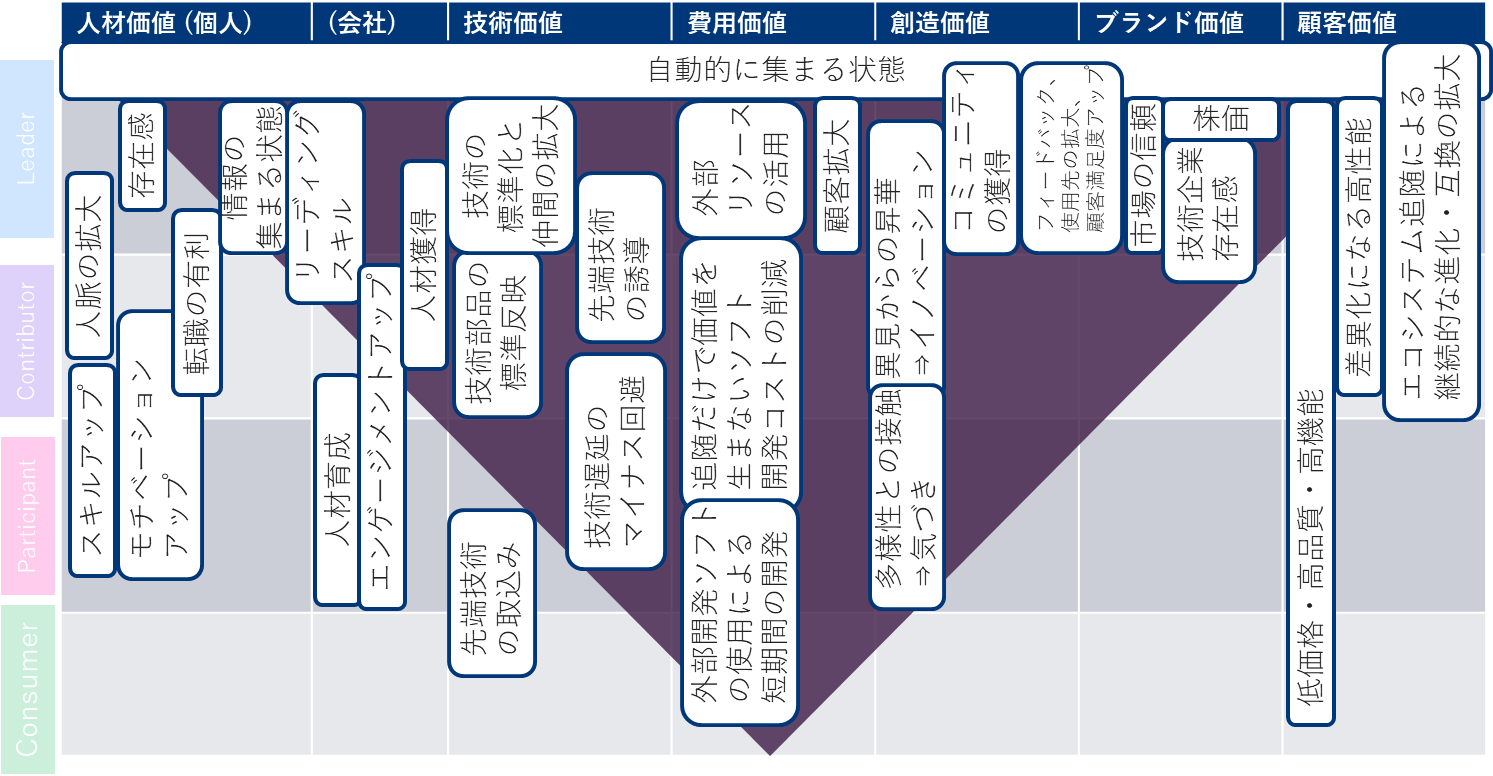 人材価値 (個人)
(会社)
技術価値
費用価値
創造価値
ブランド価値
顧客価値
自動的に集まる状態
Leader
Contributor
Participant
Consumer
人脈の拡大
存在感
転職の有利
情報の
集まる状態
スキルアップ
モチベーション
アップ
リーディング
スキル
人材獲得
エンゲージメントアップ
人材育成
技術の
標準化と
仲間の拡大
技術部品の
標準反映
先端技術
の誘導
技術遅延の
マイナス回避
先端技術
の取込み
外部
リソース
の活用
顧客拡大
追随だけで価値を
生まないソフト
開発コストの削減
外部開発ソフト
の使用による
短期間の開発
異見からの昇華
⇒イノベーション
多様性との接触
⇒気づき
コミュニティ
の獲得
フィードバック、
使用先の拡大、
顧客満足度アップ
市場の信頼
株価
技術企業
存在感
低価格・高品質・高機能
差異化になる高性能
エコシステム追随による
継続的な進化・互換の拡大